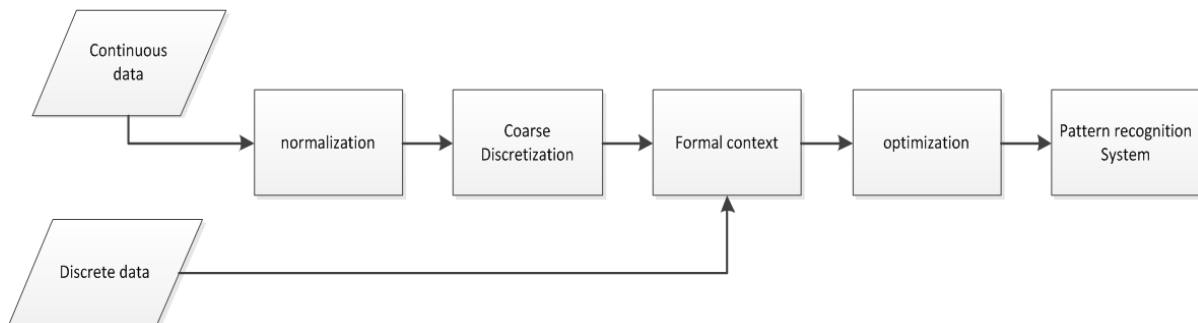 Continuous
data
normalization
Coarse
Discretization
Formal context
optimization
Pattern recognition
System
Discrete data